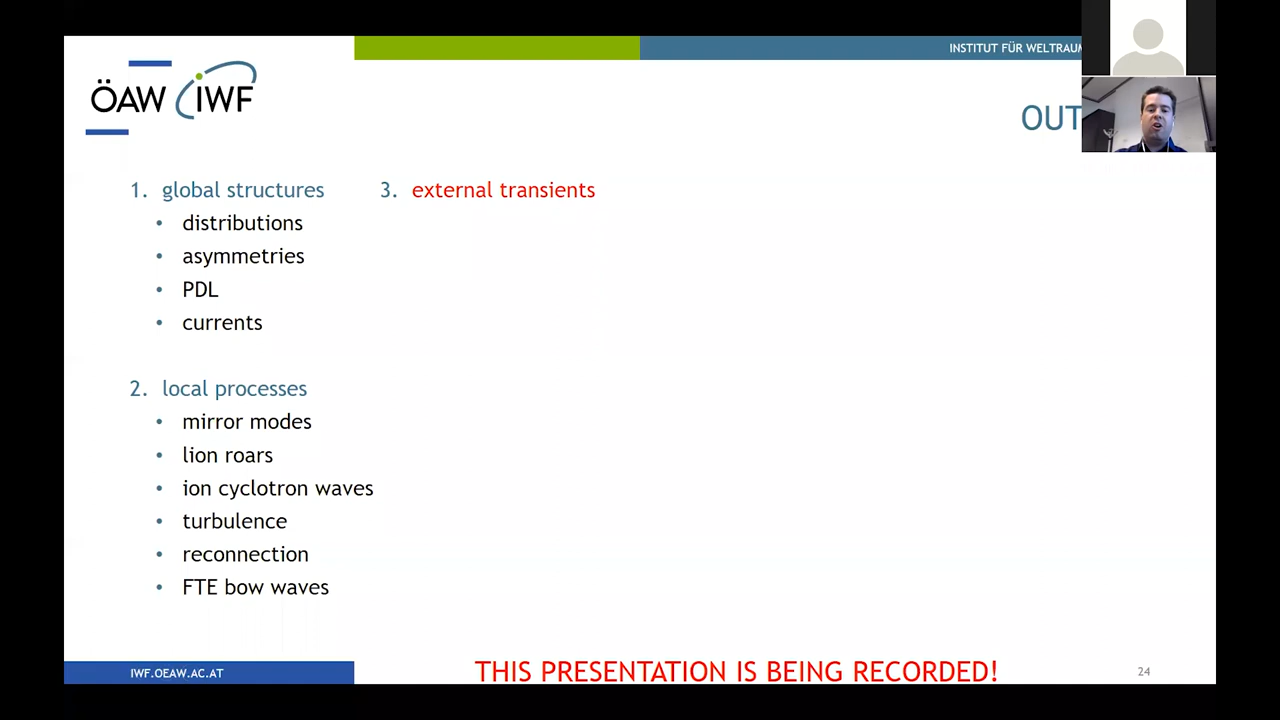 INSTITUT FÜR
ÖAW IWF
1. global structures
• distributions
• asymmetries
• PDL
• currents
2. local processes
• mirror modes
• lion roars
• ion cyclotron waves
• turbulence
• reconnection
• FTE bow waves
3. external transients
IWF.OEAW.AC.AT
THIS PRESENTATION IS BEING RECORDED!
24